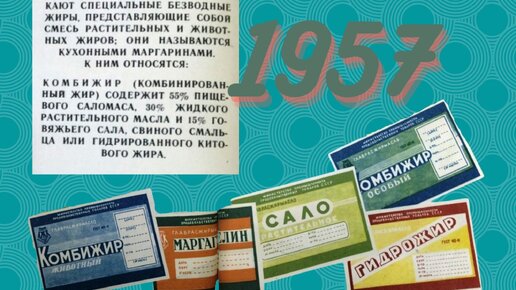 КАЮТ СПЕЦИАЛЬНЫЕ БЕЗВОДНЫЕ
ЖИРЫ, ПРЕДСТАВЛЯЮЩИЕ СОБОЙ
СМЕСЬ РАСТИТЕЛЬНЫХ И ЖИВОТ-
НЫХ ЖИРОВ; ОНИ НАЗЫВАЮТСЯ
КУХОННЫМИ МАРГАРИНАМИ.
К НИМ ОТНОСЯТСЯ:
КОМБИЖИР (КОМБИНИРОВАН-
НЫЙ ЖИР) СОДЕРЖИТ 55% ПИЩЕ-
ВОГО САЛОМАСА, 30% ЖИДКОГО
РАСТИТЕЛЬНОГО МАСЛА И 15% ГО-
ВЯЖЬЕГО САЛА, СВИНОГО СМАЛЬ-
ЦА ИЛИ ГИДРИРОВАННОГО КИТО-
ВОГО ЖИРА.
1957
КОМБИЖИР
ОСОБЫЙ
САЛО
РАСТИТЕЛЬНОЕ
МАРГАГ
ЛИН
КОМБИЖИР
ЖИВОТНЫЙ
ГИДРОЖИР